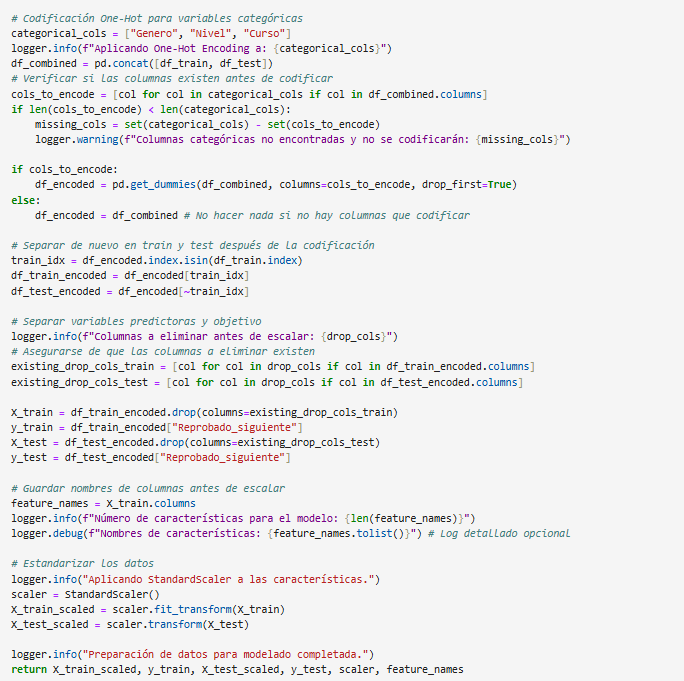 # Codificación One-Hot para variables categóricas
categorical_cols = ["Genero", "Nivel", "Curso"]
logger.info(f"Aplicando One-Hot Encoding a: {categorical_cols}")
df_combined = pd.concat([df_train, df_test])
# Verificar si las columnas existen antes de codificar
cols_to_encode = [col for col in categorical_cols if col in df_combined.columns]
if len(cols_to_encode) < len(categorical_cols):
    missing_cols = set(categorical_cols) - set(cols_to_encode)
    logger.warning(f"Columnas categóricas no encontradas y no se codificarán: {missing_cols}")

if cols_to_encode:
    df_encoded = pd.get_dummies(df_combined, columns=cols_to_encode, drop_first=True)
else:
    df_encoded = df_combined # No hacer nada si no hay columnas que codificar

# Separar de nuevo en train y test después de la codificación
train_idx = df_encoded.index.isin(df_train.index)
df_train_encoded = df_encoded[train_idx]
df_test_encoded = df_encoded[~train_idx]

# Separar variables predictoras y objetivo
logger.info(f"Columnas a eliminar antes de escalar: {drop_cols}")
# Asegurarse de que las columnas a eliminar existen
existing_drop_cols_train = [col for col in drop_cols if col in df_train_encoded.columns]
existing_drop_cols_test = [col for col in drop_cols if col in df_test_encoded.columns]

X_train = df_train_encoded.drop(columns=existing_drop_cols_train)
y_train = df_train_encoded["Reprobado_siguiente"]
X_test = df_test_encoded.drop(columns=existing_drop_cols_test)
y_test = df_test_encoded["Reprobado_siguiente"]

# Guardar nombres de columnas antes de escalar
feature_names = X_train.columns
logger.info(f"Número de características para el modelo: {len(feature_names)}")
logger.debug(f"Nombres de características: {feature_names.tolist()}") # Log detallado opcional

# Estandarizar los datos
logger.info("Aplicando StandardScaler a las características.")
scaler = StandardScaler()
X_train_scaled = scaler.fit_transform(X_train)
X_test_scaled = scaler.transform(X_test)

logger.info("Preparación de datos para modelado completada.")
return X_train_scaled, y_train, X_test_scaled, y_test, scaler, feature_names